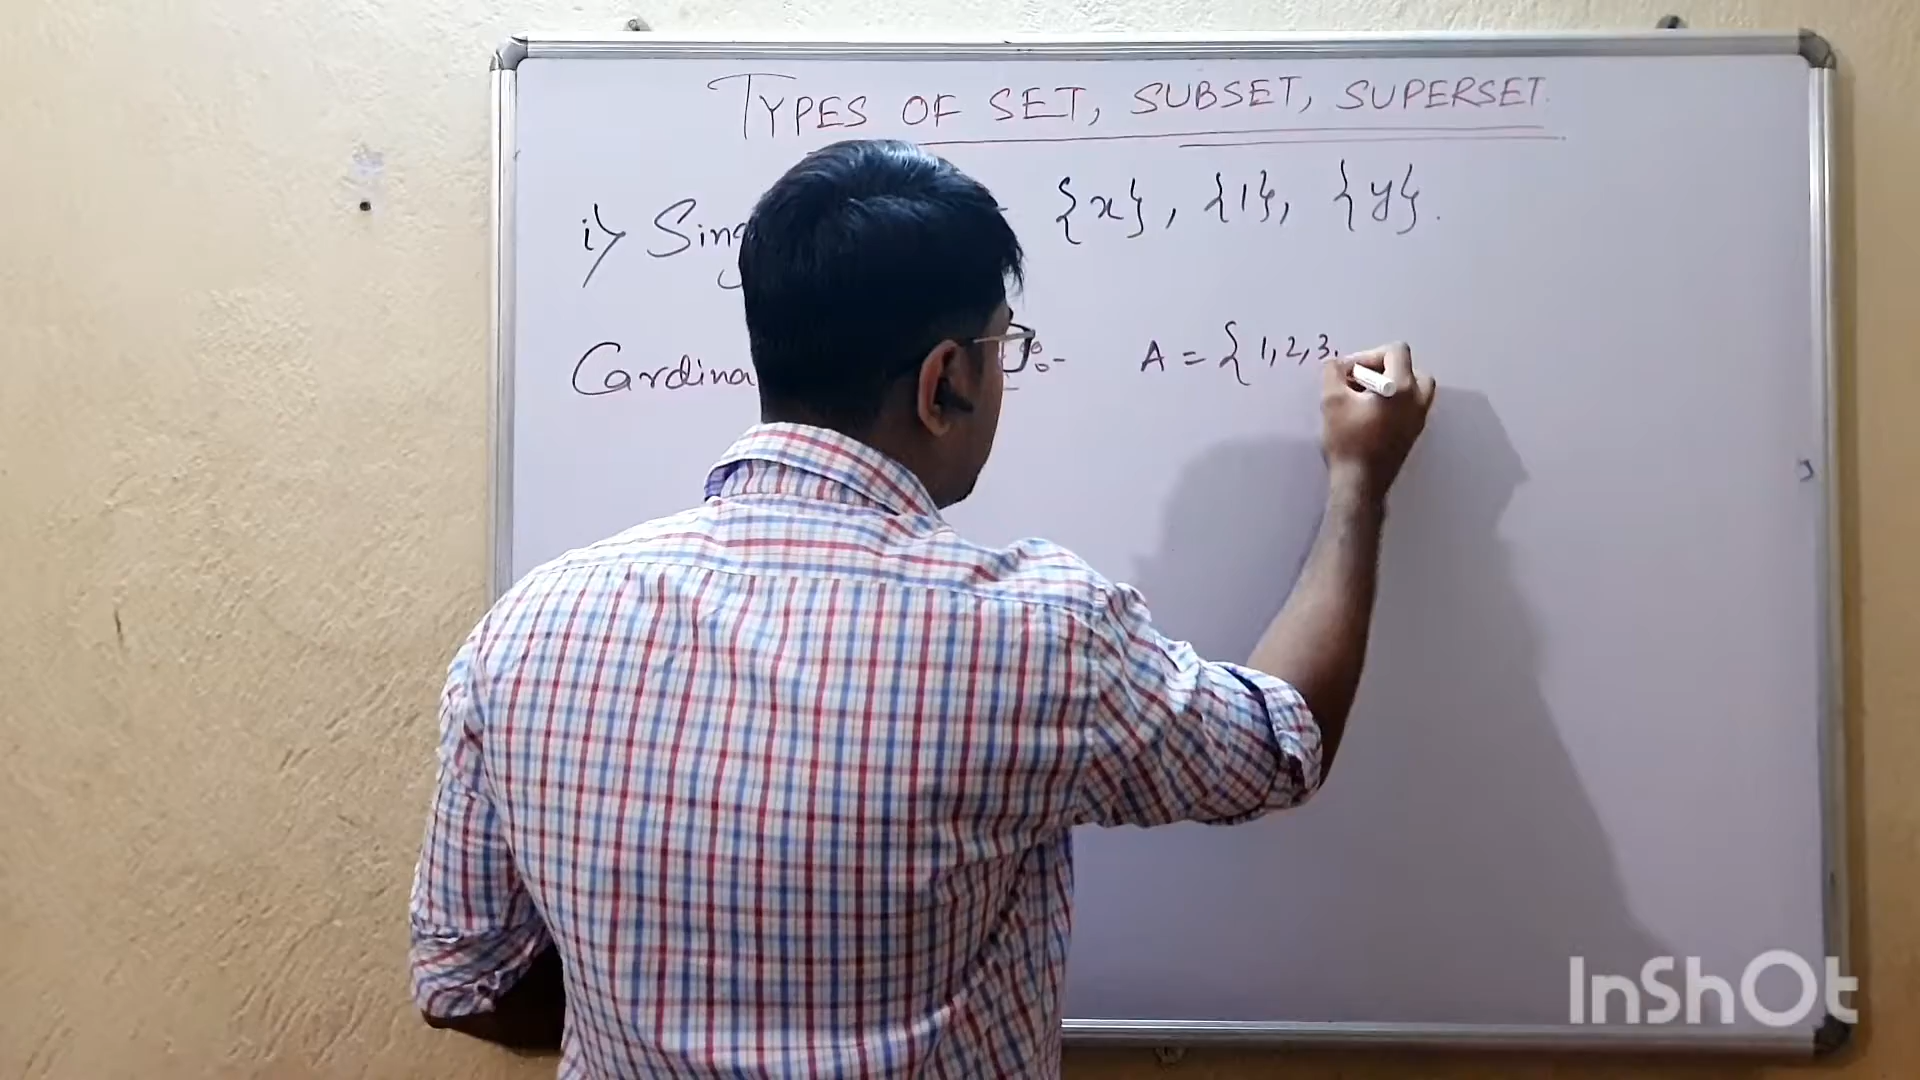 TYPES OF SET, SUBSET, SUPERSET.
i) Sing {x}, {1}, {y}.
Cardina :- A = {1,2,3,
InShOt